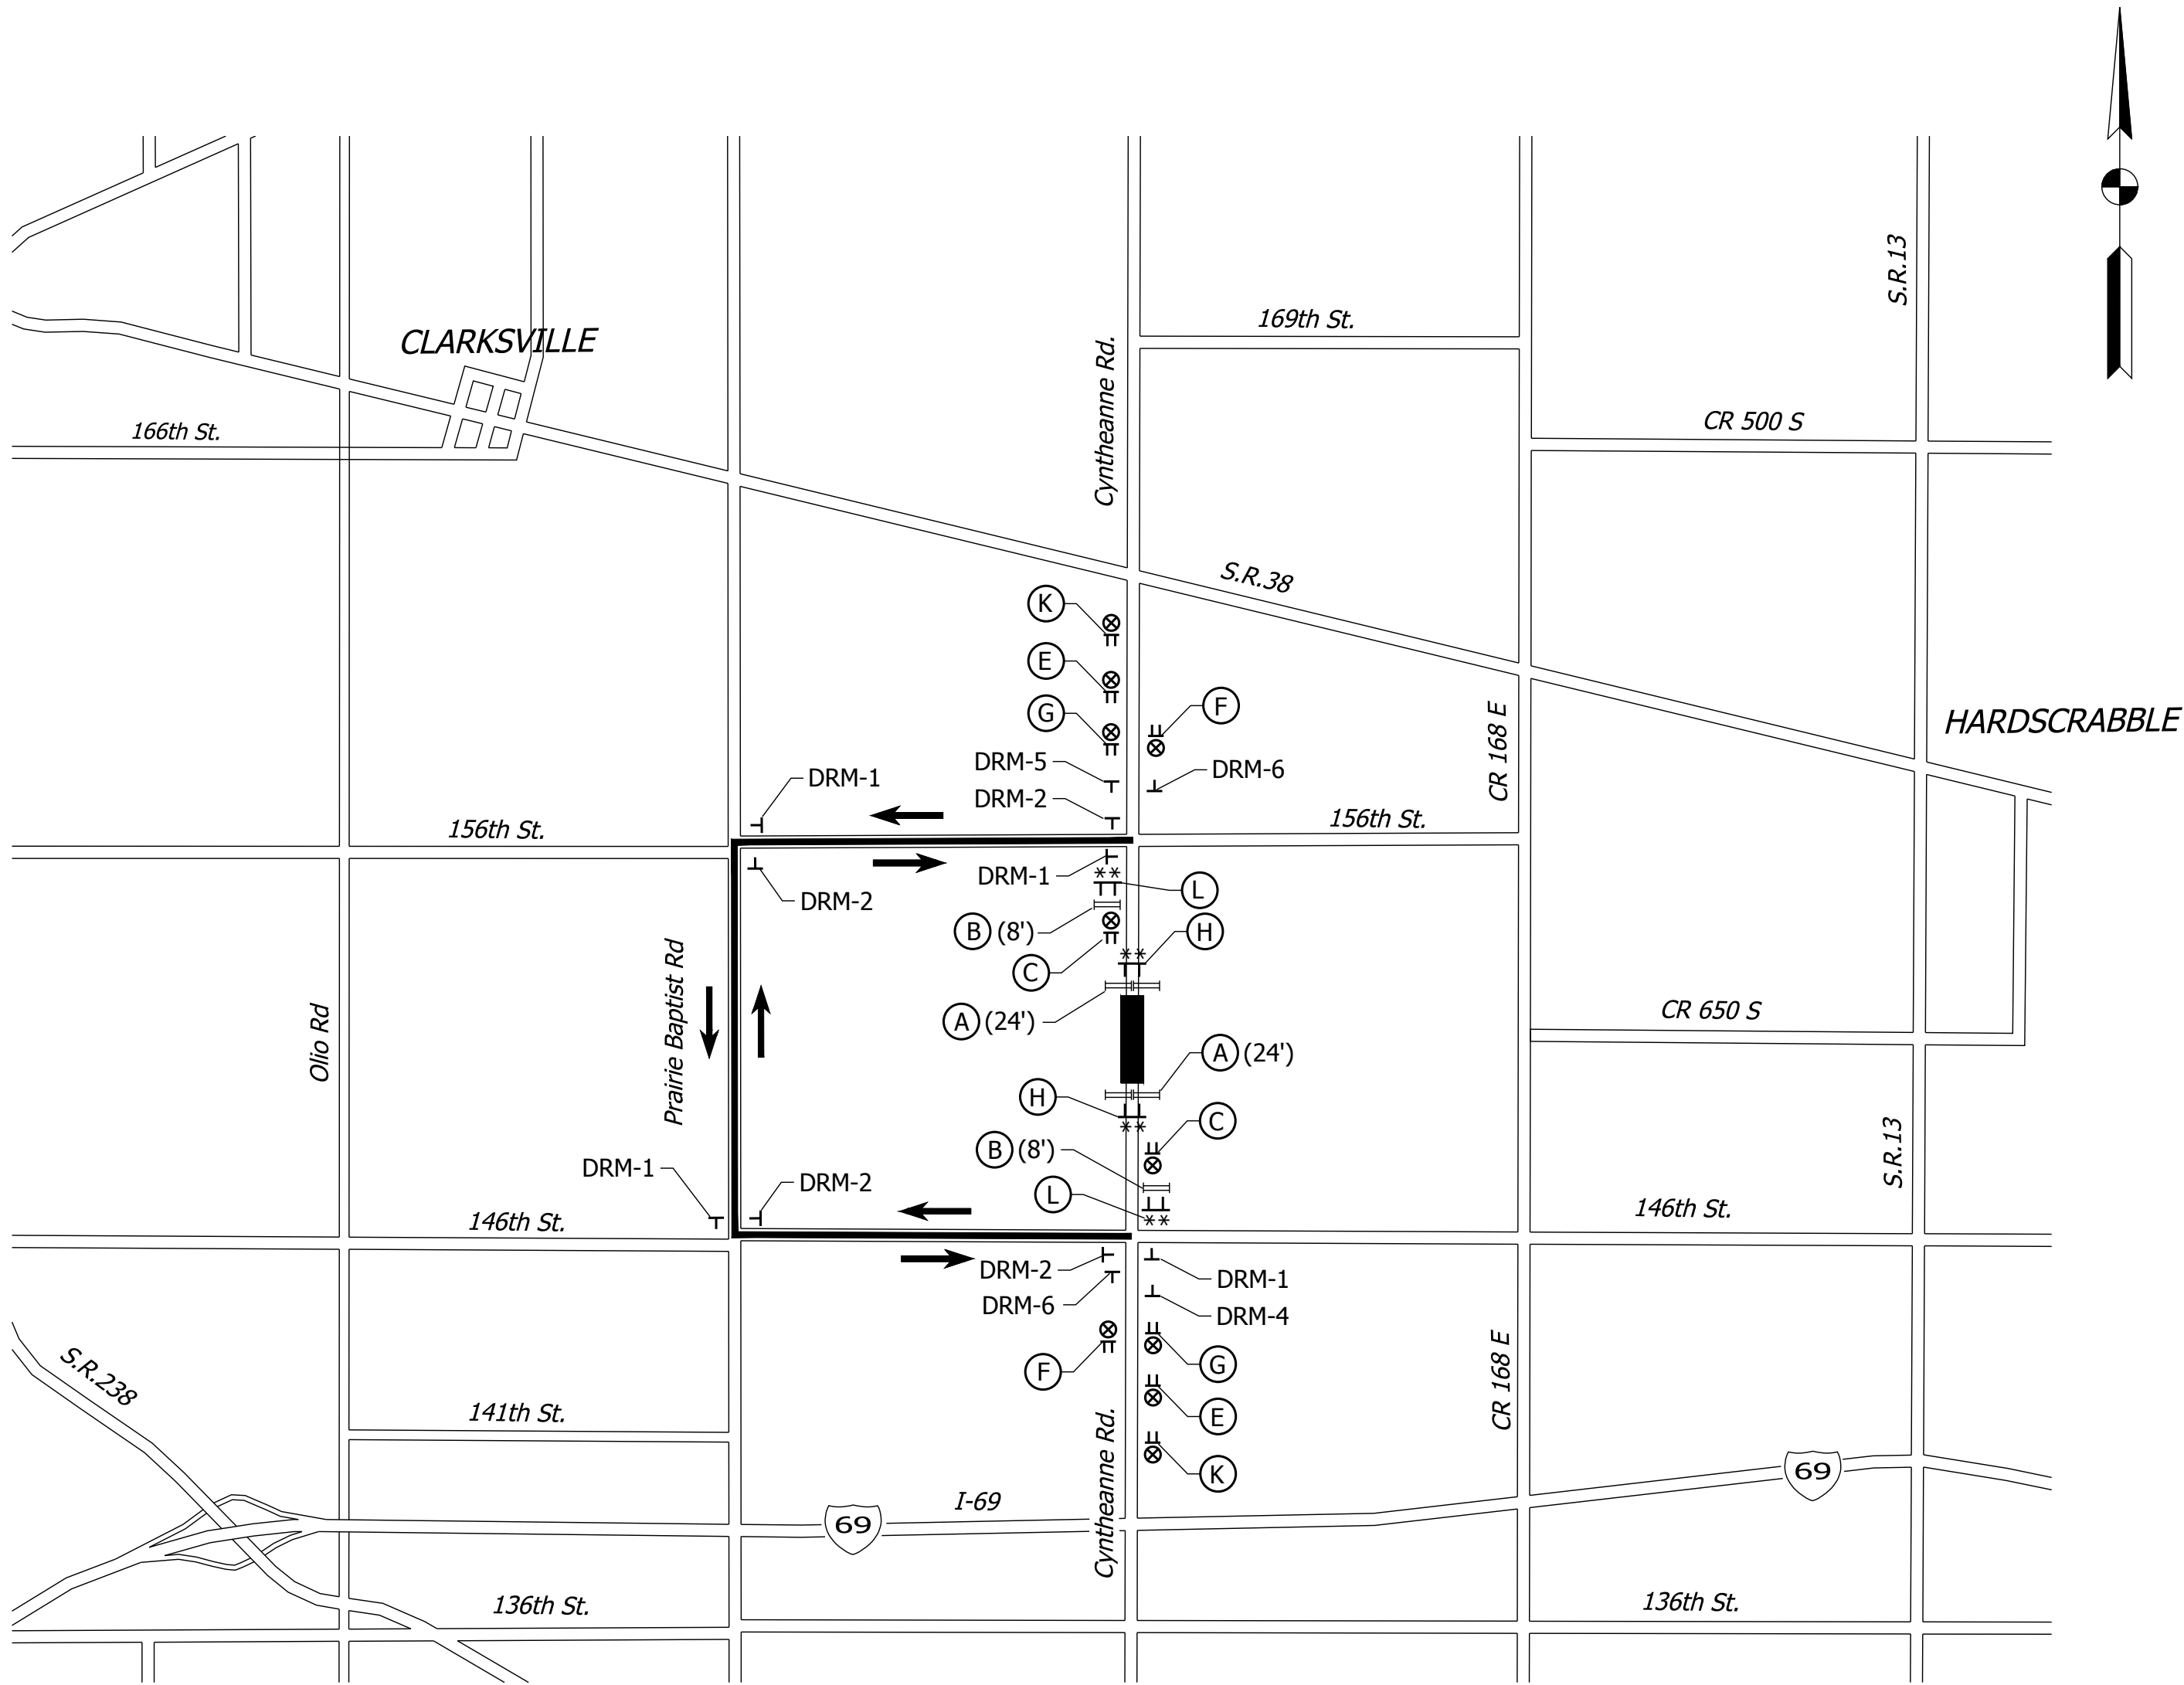 S.R.13
169th St.
CLARKSVILLE
Cyntheanne Rd.
CR 500 S
166th St.
S.R.38
K
E
G
F
HARDSCRABBLE
CR 168 E
DRM-5
DRM-6
DRM-1
DRM-2
156th St.
156th St.
DRM-1
L
DRM-2
B (8')
H
C
Prairie Baptist Rd
A (24')
CR 650 S
Olio Rd
A (24')
H
C
B (8')
S.R.13
DRM-1
DRM-2
L
146th St.
146th St.
DRM-2
DRM-1
DRM-6
DRM-4
F
G
S.R.238
CR 168 E
141th St.
E
Cyntheanne Rd.
K
69
I-69
69
136th St.
136th St.